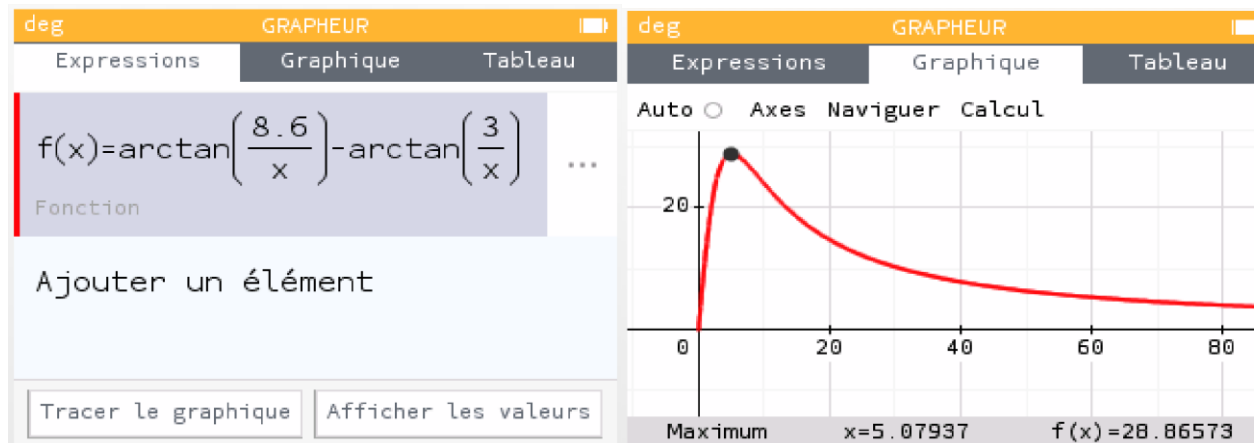 deg GRAPHEUR
Expressions Graphique Tableau
f(x)=arctan(8.6/x)-arctan(3/x)
...
Fonction
Ajouter un élément
Tracer le graphique Afficher les valeurs
deg GRAPHEUR
Expressions Graphique Tableau
Auto Axes Naviguer Calcul
20
0 20 40 60 80
Maximum x=5.07937 f(x)=28.86573